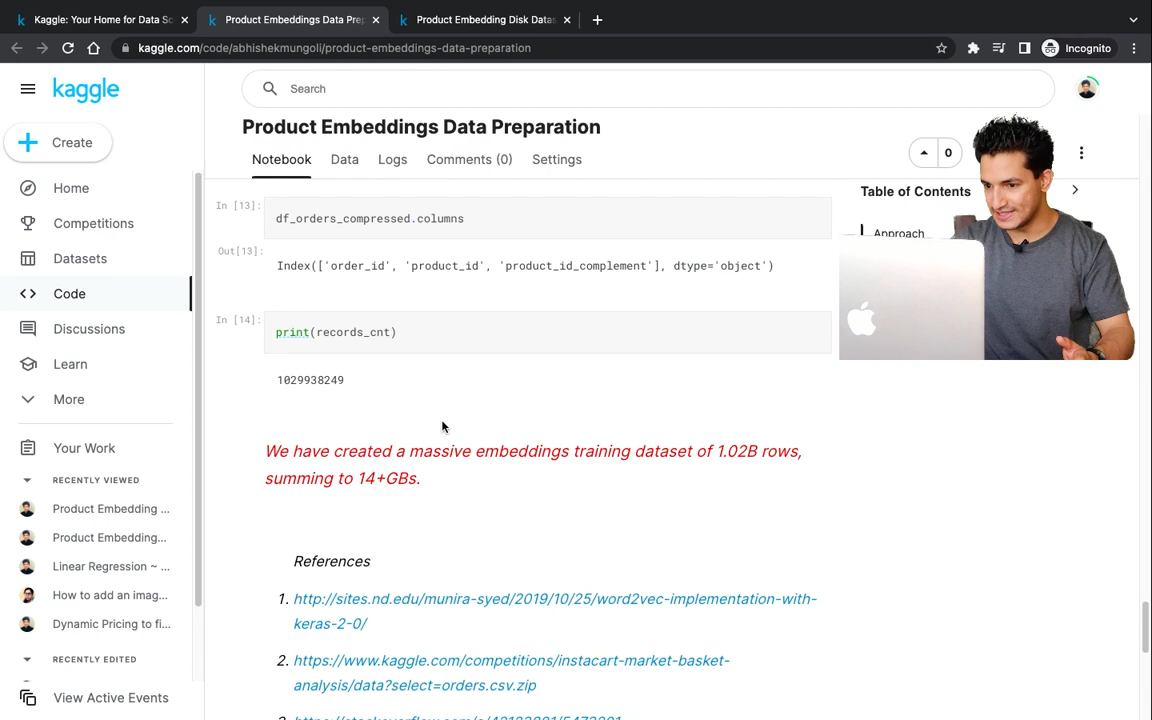 Kaggle: Your Home for Data Sc
Product Embeddings Data Prep
Product Embedding Disk Datas
kaggle.com/code/abhishekmungoli/product-embeddings-data-preparation
Incognito
kaggle
Search
Create
Home
Competitions
Datasets
Code
Discussions
Learn
More
Your Work
RECENTLY VIEWED
Product Embedding ...
Product Embedding...
Linear Regression ~ ...
How to add an imag...
Dynamic Pricing to fi...
RECENTLY EDITED
View Active Events
Product Embeddings Data Preparation
Notebook Data Logs Comments (0) Settings
0
Table of Contents
Approach
In [13]:
df_orders_compressed.columns
Out[13]:
Index(['order_id', 'product_id', 'product_id_complement'], dtype='object')
In [14]:
print(records_cnt)
1029938249
We have created a massive embeddings training dataset of 1.02B rows,
summing to 14+GBs.
References
1. http://sites.nd.edu/munira-syed/2019/10/25/word2vec-implementation-with-
keras-2-0/
2. https://www.kaggle.com/competitions/instacart-market-basket-
analysis/data?select=orders.csv.zip